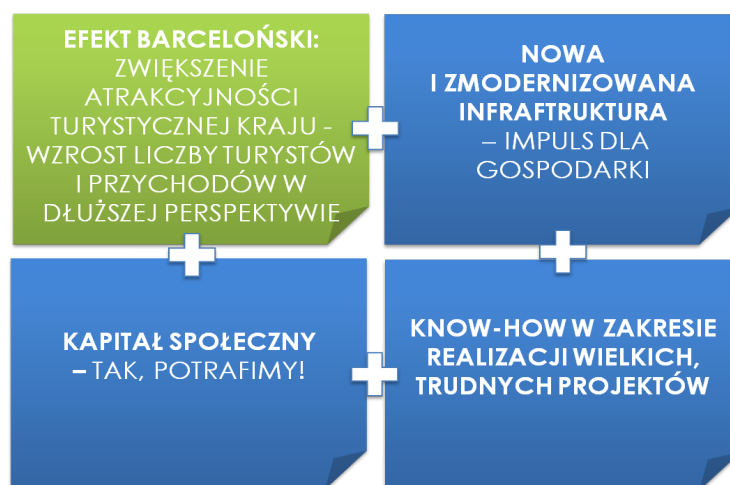 EFEKT BARCELOŃSKI:
ZWIĘKSZENIE
ATRAKCYJNOŚCI
TURYSTYCZNEJ KRAJU -
WZROST LICZBY TURYSTÓW
I PRZYCHODÓW W
DŁUŻSZEJ PERSPEKTYWIE
NOWA
I ZMODERNIZOWANA
INFRAFTRUKTURA
– IMPULS DLA
GOSPODARKI
KAPITAŁ SPOŁECZNY
– TAK, POTRAFIMY!
KNOW-HOW W ZAKRESIE
REALIZACJI WIELKICH,
TRUDNYCH PROJEKTÓW